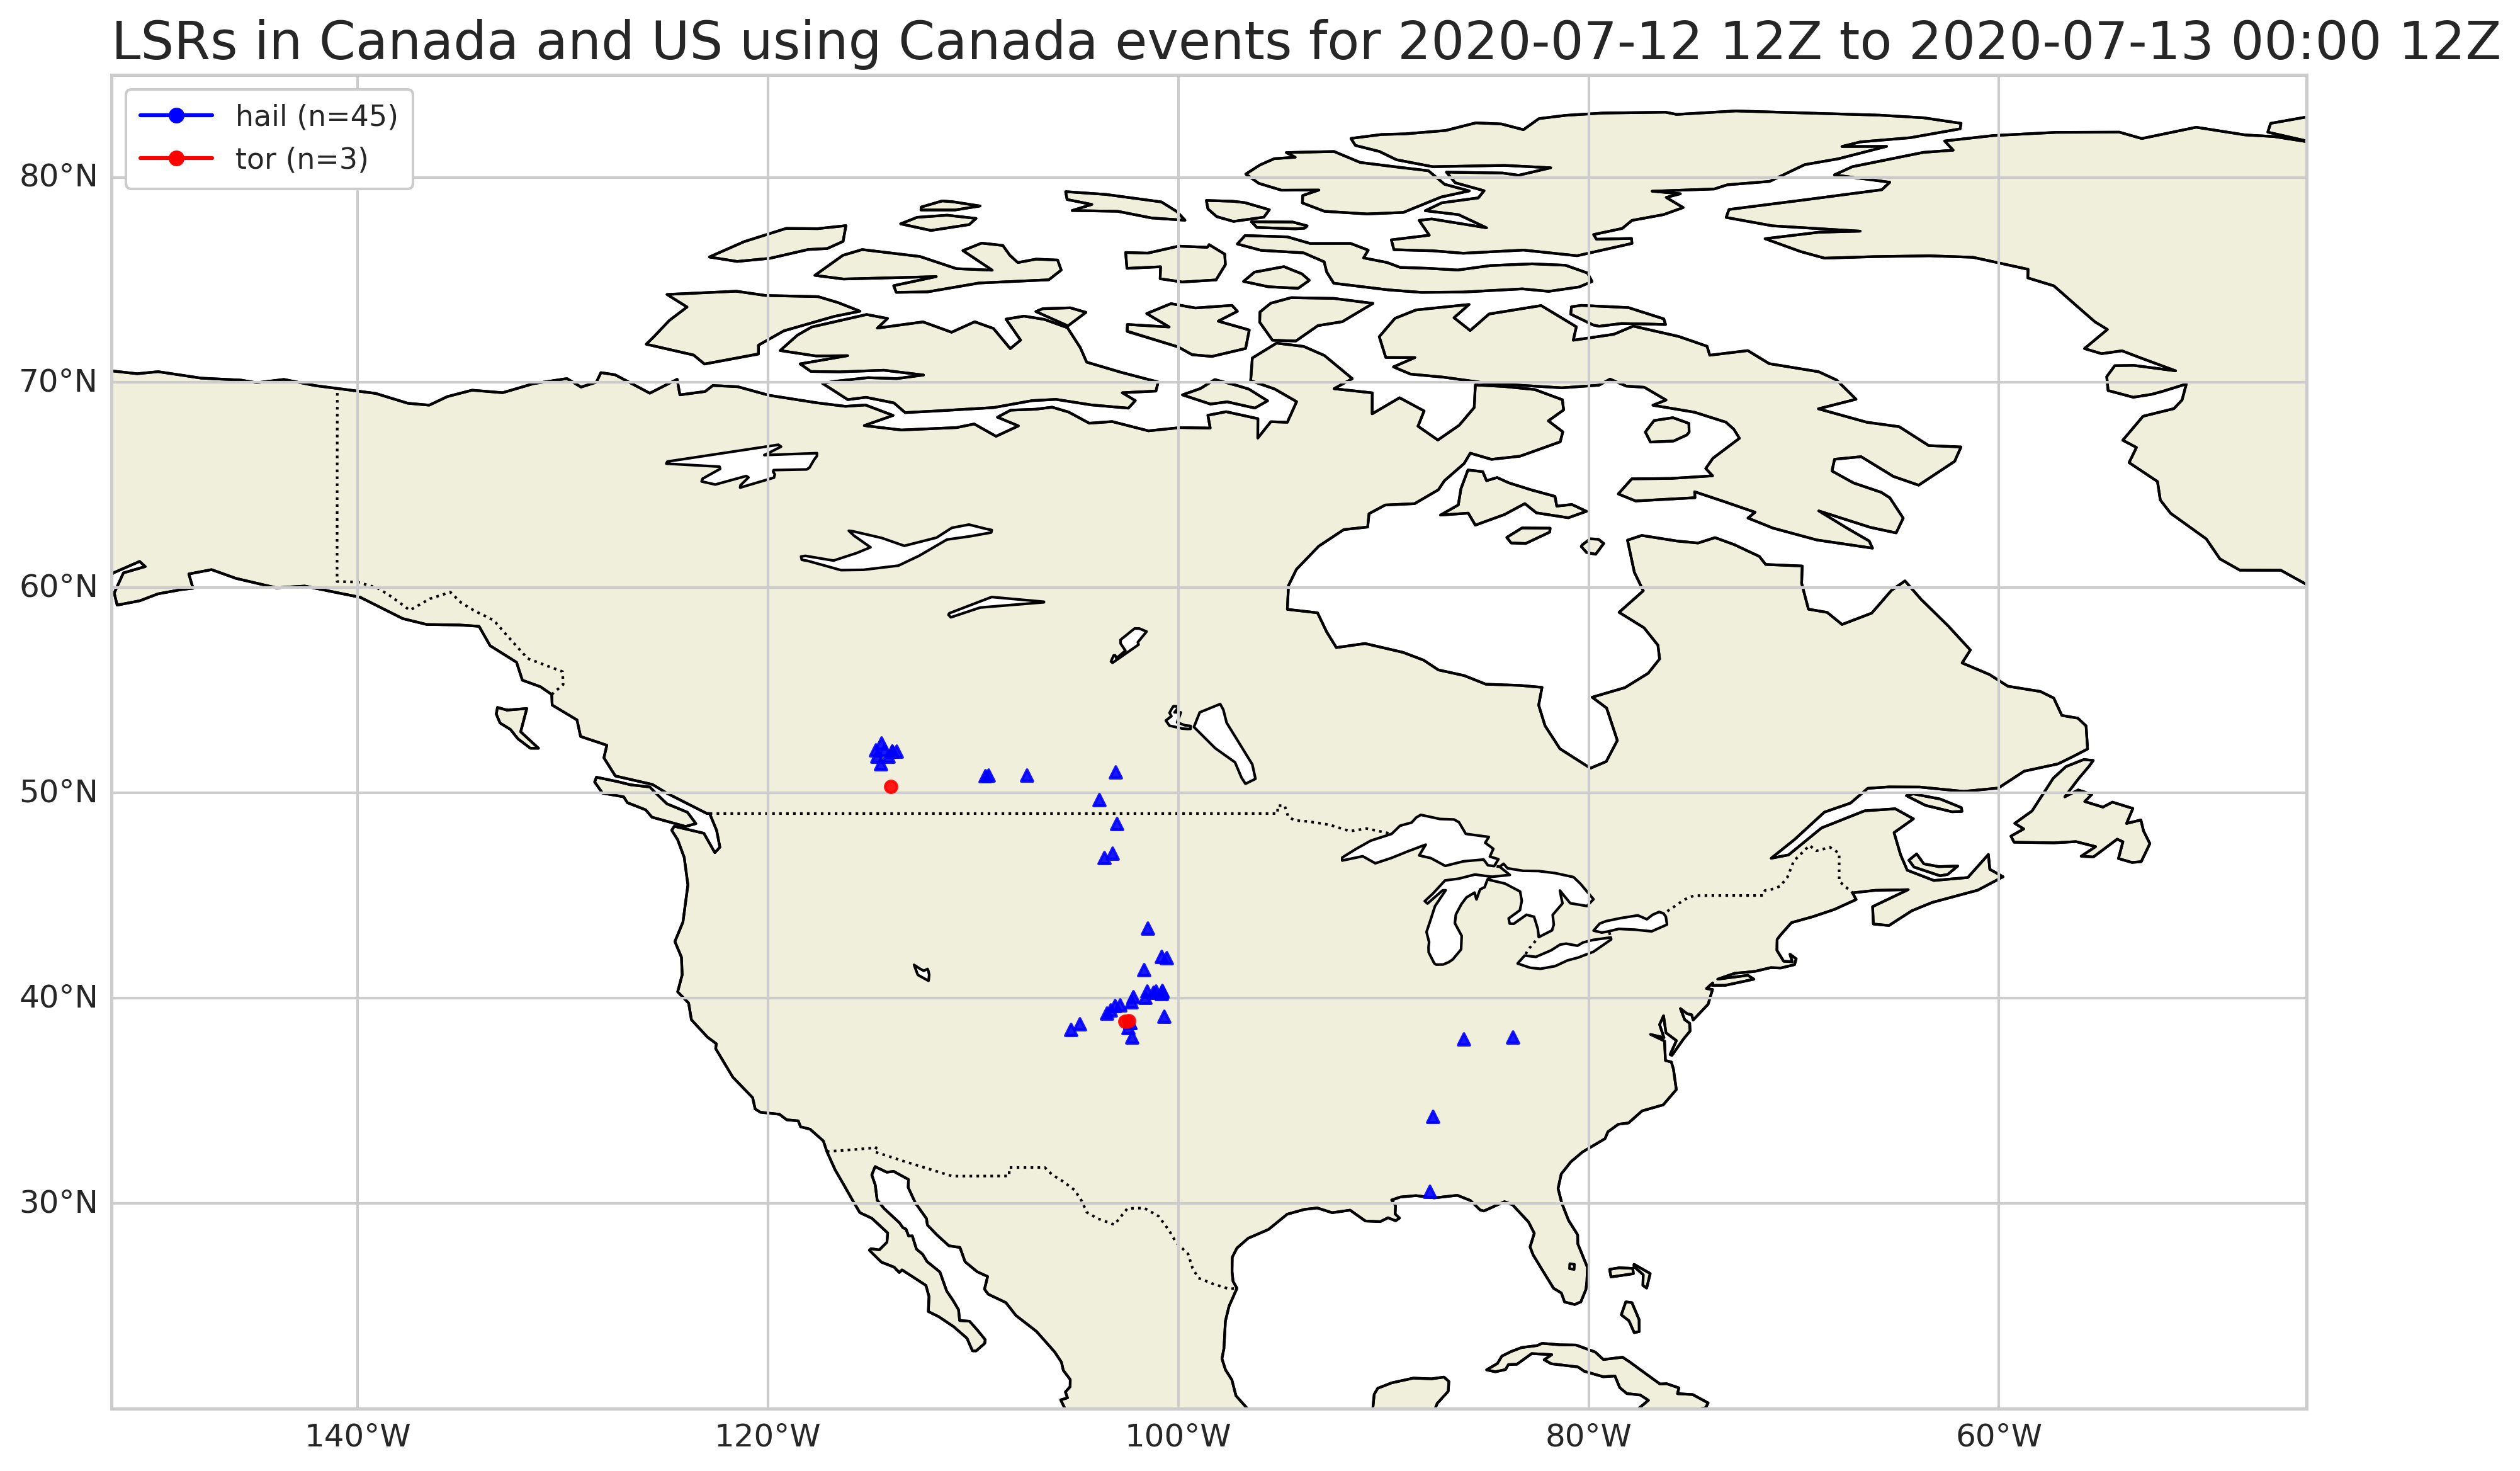 LSRs in Canada and US using Canada events for 2020-07-12 12Z to 2020-07-13 00:00 12Z
hail (n=45)
tor (n=3)
80°N
70°N
60°N
50°N
40°N
30°N
140°W
120°W
100°W
80°W
60°W